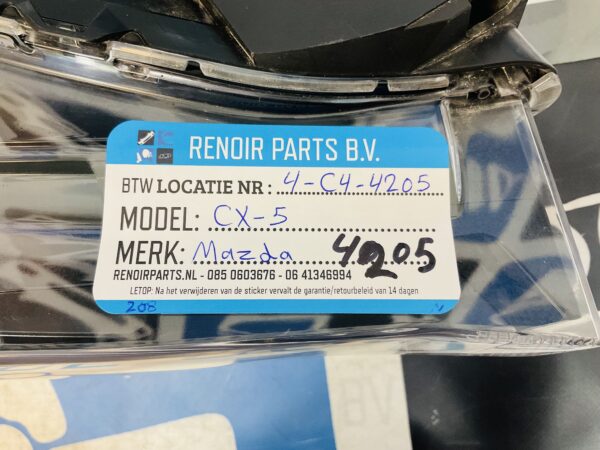 RENOIR PARTS B.V.
BTW LOCATIE NR : 4-C4-4205
MODEL: CX-5
MERK: Mazda 4205
RENOIRPARTS.NL - 085 0603676 - 06 41346994
LETOP: Na het verwijderen van de sticker vervalt de garantie/retourbeleid van 14 dagen
208